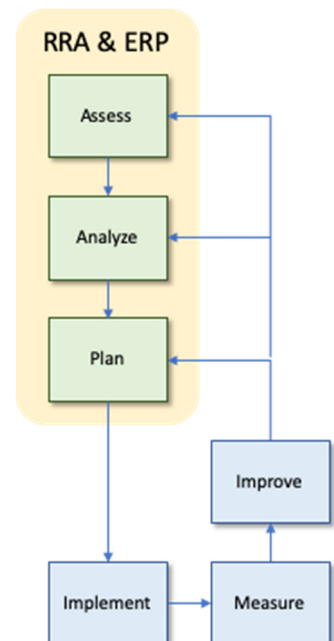 RRA & ERP
Assess
Analyze
Plan
Improve
Implement
Measure